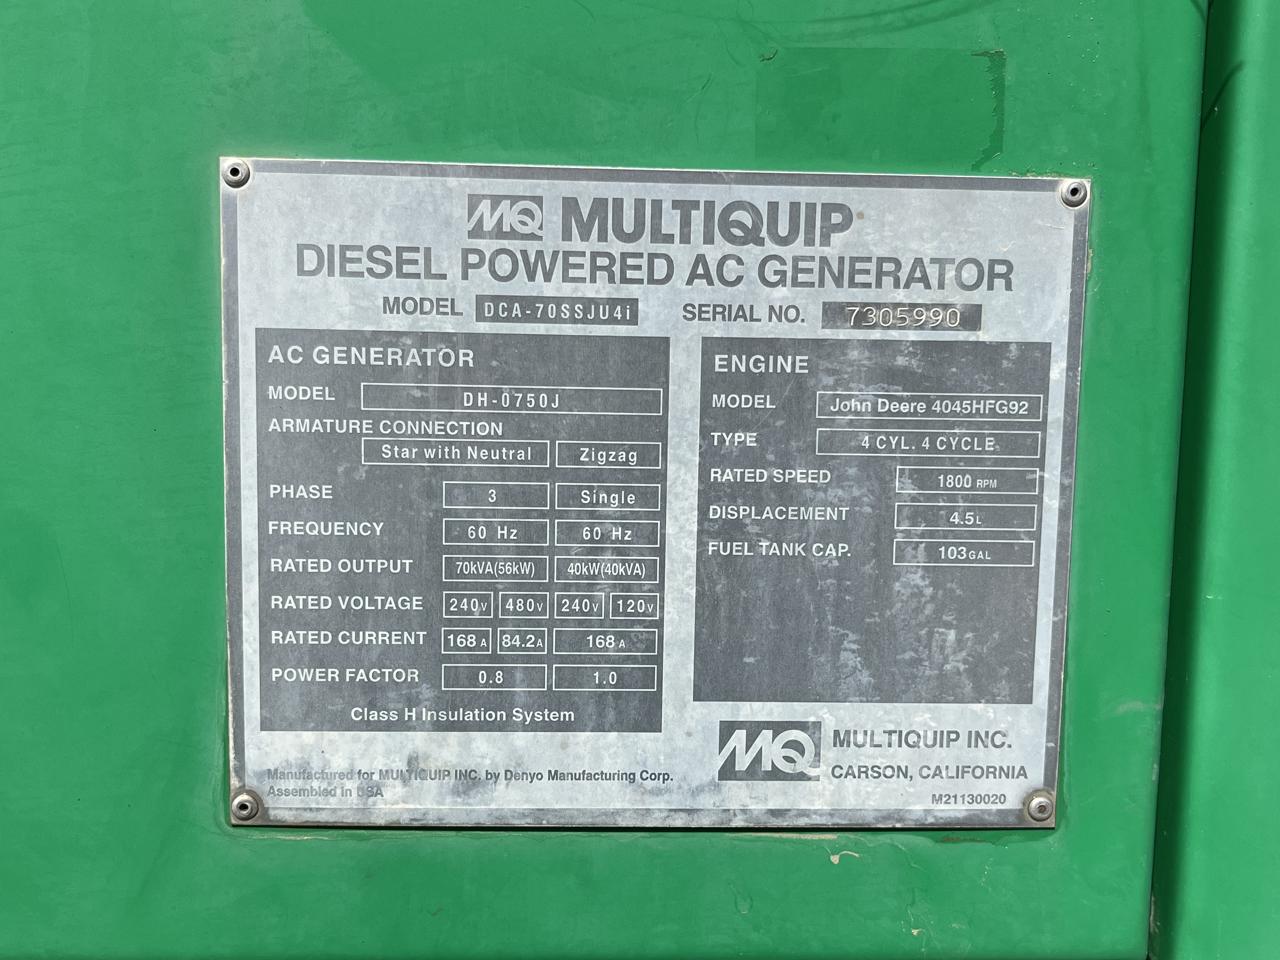 MQ MULTIQUIP
DIESEL POWERED AC GENERATOR
MODEL DCA-70SSJU4i SERIAL NO. 7305990
AC GENERATOR
MODEL DH-0750J
ARMATURE CONNECTION
Star with Neutral Zigzag
PHASE 3 Single
FREQUENCY 60 Hz 60 Hz
RATED OUTPUT 70kVA(56kW) 40kW(40kVA)
RATED VOLTAGE 240V 480V 240V 120V
RATED CURRENT 168 A 84.2A 168 A
POWER FACTOR 0.8 1.0
Class H Insulation System
ENGINE
MODEL John Deere 4045HFG92
TYPE 4 CYL. 4 CYCLE
RATED SPEED 1800 RPM
DISPLACEMENT 4.5L
FUEL TANK CAP. 103GAL
Manufactured for MULTIQUIP INC. by Denyo Manufacturing Corp.
Assembled in USA
MQ MULTIQUIP INC.
CARSON, CALIFORNIA
M21130020